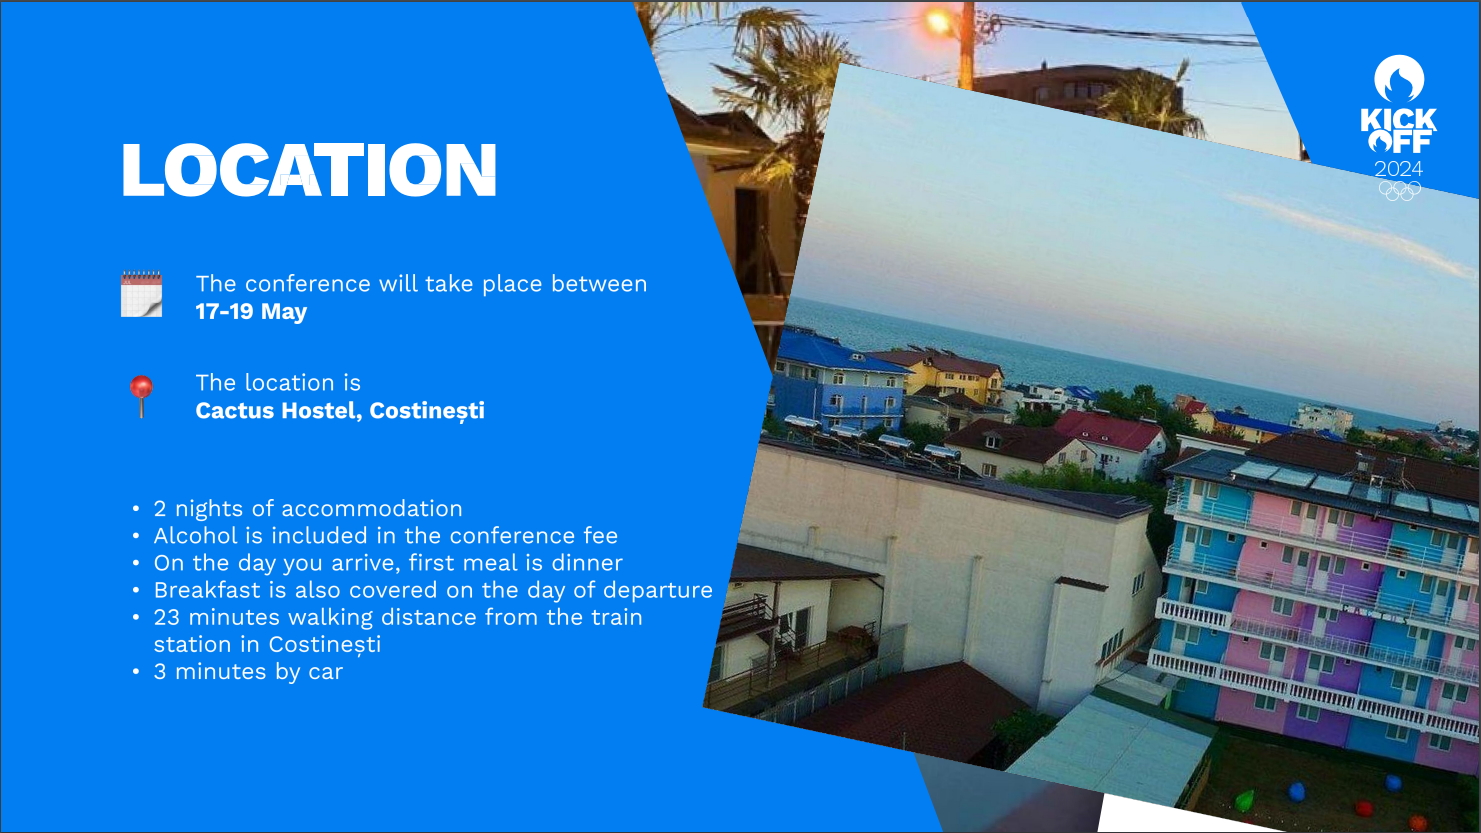 LOCATION
The conference will take place between
17-19 May
The location is
Cactus Hostel, Costinești
• 2 nights of accommodation
• Alcohol is included in the conference fee
• On the day you arrive, first meal is dinner
• Breakfast is also covered on the day of departure
• 23 minutes walking distance from the train
station in Costinești
• 3 minutes by car
KICK
OFF
2024